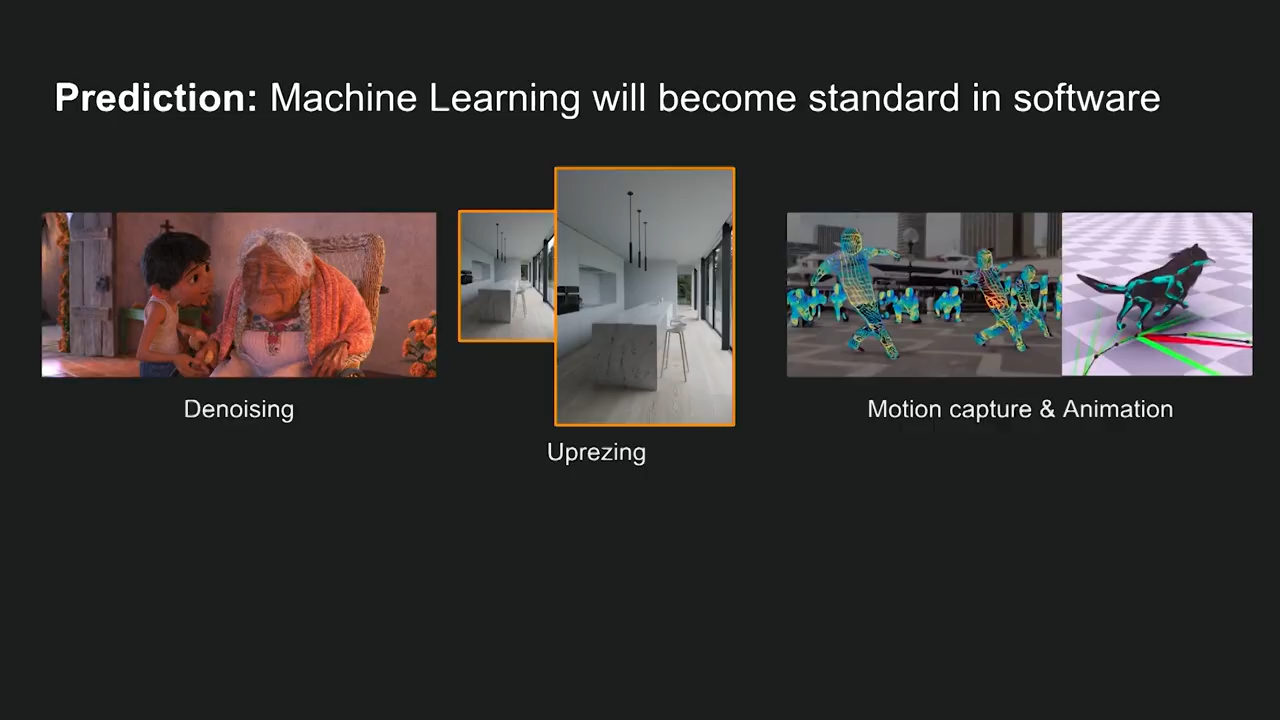 Prediction: Machine Learning will become standard in software
Denoising
Uprezing
Motion capture & Animation